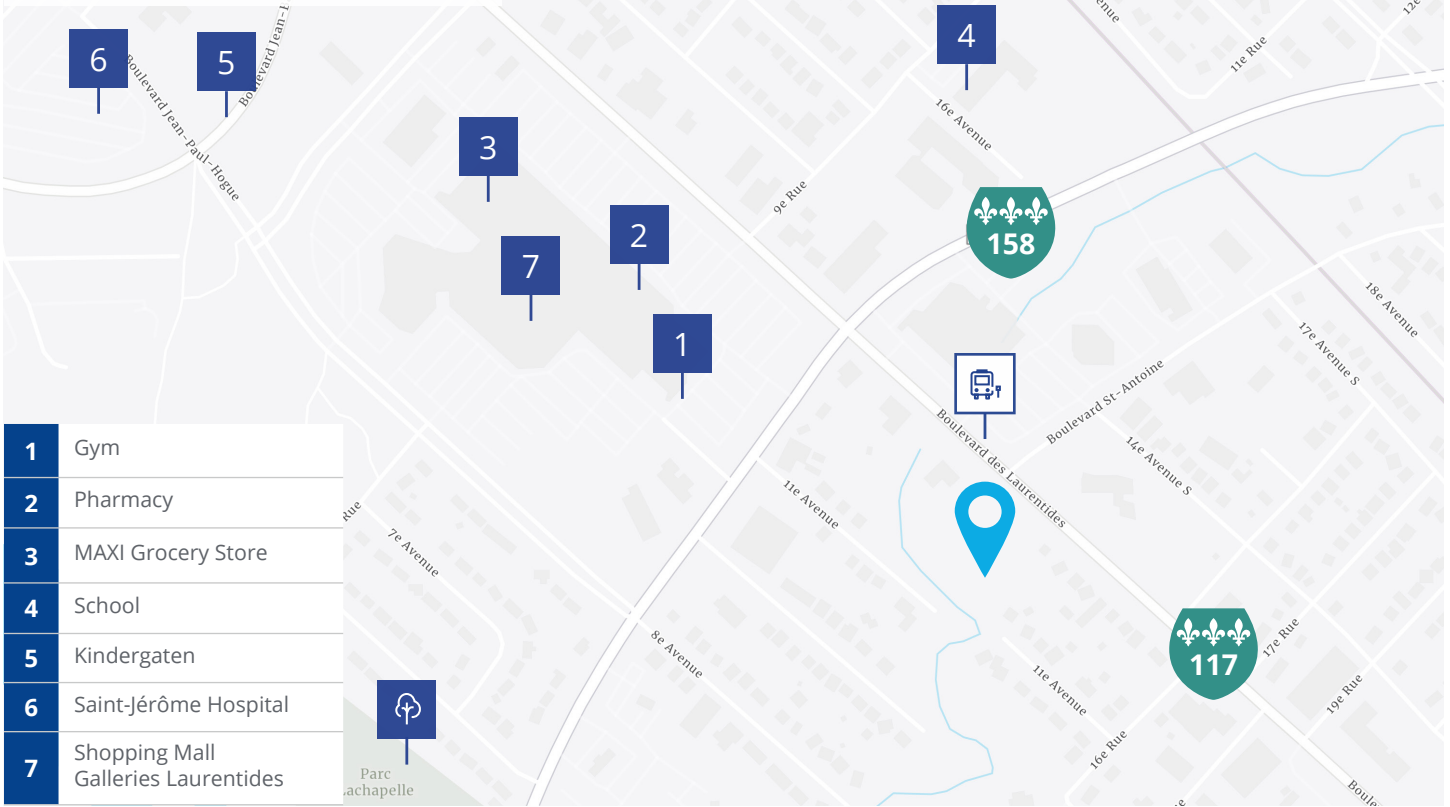 6
5
4
3
2
7
1
Boulevard Jean-Paul-Hogue
16e Avenue
11e Rue
9e Rue
158
18e Avenue
17e Avenue S
Boulevard St-Antoine
Boulevard des Laurentides
14e Avenue S
11e Avenue
7e Avenue
8e Avenue
11e Avenue
117
17e Rue
19e Rue
16e Rue
Rue
Parc
1 Gym
2 Pharmacy
3 MAXI Grocery Store
4 School
5 Kindergaten
6 Saint-Jérôme Hospital
7 Shopping Mall
Galleries Laurentides